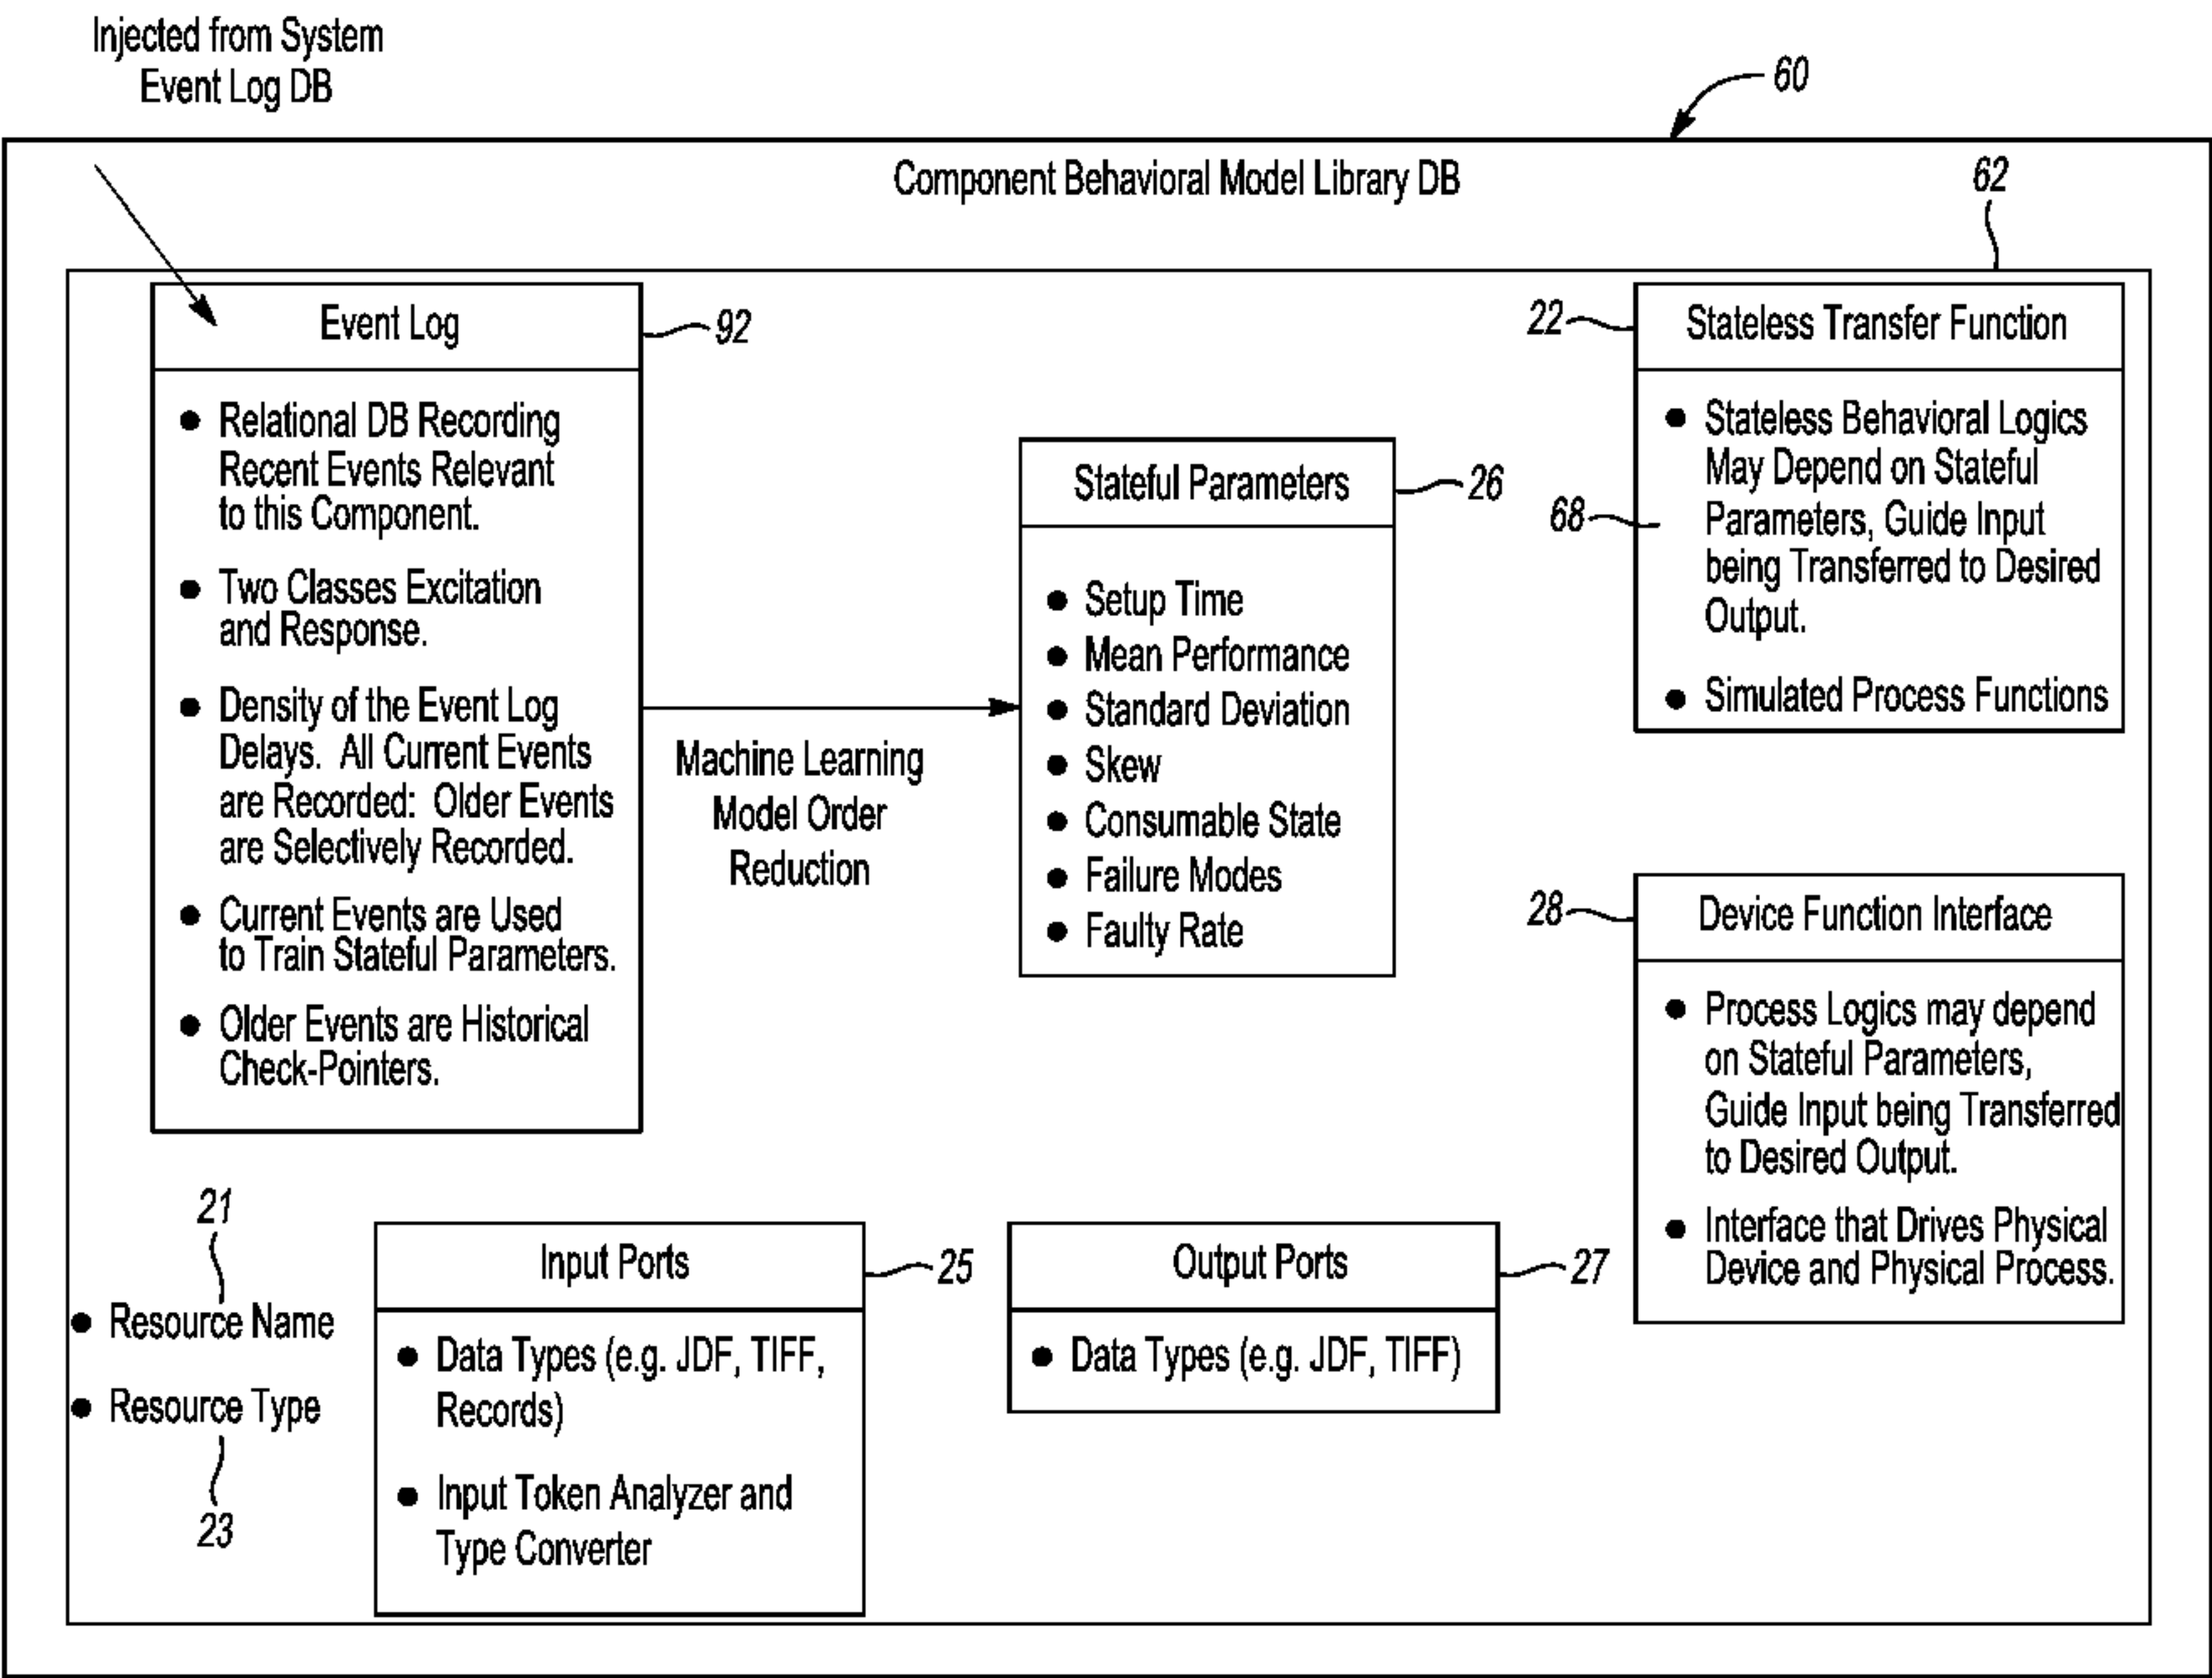 Injected from System
Event Log DB
60
Component Behavioral Model Library DB
62
Event Log
92
● Relational DB Recording
Recent Events Relevant
to this Component.
● Two Classes Excitation
and Response.
● Density of the Event Log
Delays. All Current Events
are Recorded: Older Events
are Selectively Recorded.
● Current Events are Used
to Train Stateful Parameters.
● Older Events are Historical
Check-Pointers.
Machine Learning
Model Order
Reduction
Stateful Parameters
26
● Setup Time
● Mean Performance
● Standard Deviation
● Skew
● Consumable State
● Failure Modes
● Faulty Rate
22
Stateless Transfer Function
68
● Stateless Behavioral Logics
May Depend on Stateful
Parameters, Guide Input
being Transferred to Desired
Output.
● Simulated Process Functions
28
Device Function Interface
● Process Logics may depend
on Stateful Parameters,
Guide Input being Transferred
to Desired Output.
● Interface that Drives Physical
Device and Physical Process.
21
● Resource Name
● Resource Type
23
Input Ports
25
● Data Types (e.g. JDF, TIFF,
Records)
● Input Token Analyzer and
Type Converter
Output Ports
27
● Data Types (e.g. JDF, TIFF)